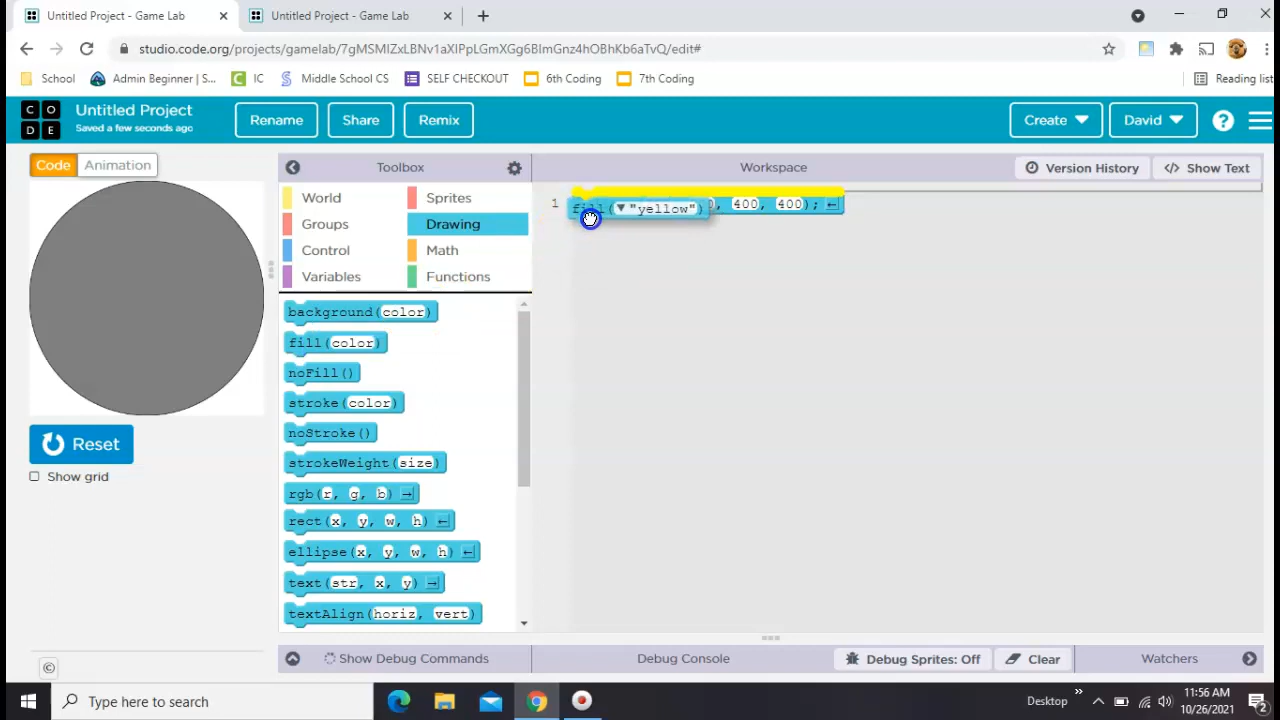 Untitled Project - Game Lab
Untitled Project - Game Lab
studio.code.org/projects/gamelab/7gMSMIZxLBNv1aXIPpLGmXGg6BlmGnz4hOBhKb6aTvQ/edit#
School Admin Beginner | S... IC Middle School CS SELF CHECKOUT 6th Coding 7th Coding Reading list
CODE
Untitled Project
Saved a few seconds ago
Rename Share Remix Create David ?
Code Animation Toolbox Workspace Version History </> Show Text
World Sprites
Groups Drawing
Control Math
Variables Functions
1
fill( "yellow") 0, 400, 400);
background(color)
fill(color)
noFill()
stroke(color)
noStroke()
strokeWeight(size)
rgb(r, g, b)
rect(x, y, w, h)
ellipse(x, y, w, h)
text(str, x, y)
textAlign(horiz, vert)
Reset
Show grid
©
Show Debug Commands Debug Console Debug Sprites: Off Clear Watchers
Type here to search
Desktop
11:56 AM
10/26/2021
2